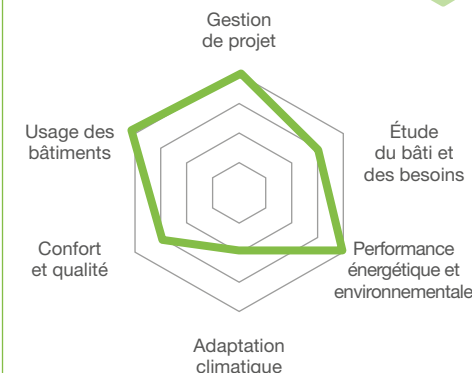 Gestion
de projet
Usage des
bâtiments
Étude
du bâti et
des besoins
Confort
et qualité
Performance
énergétique et
environnementale
Adaptation
climatique